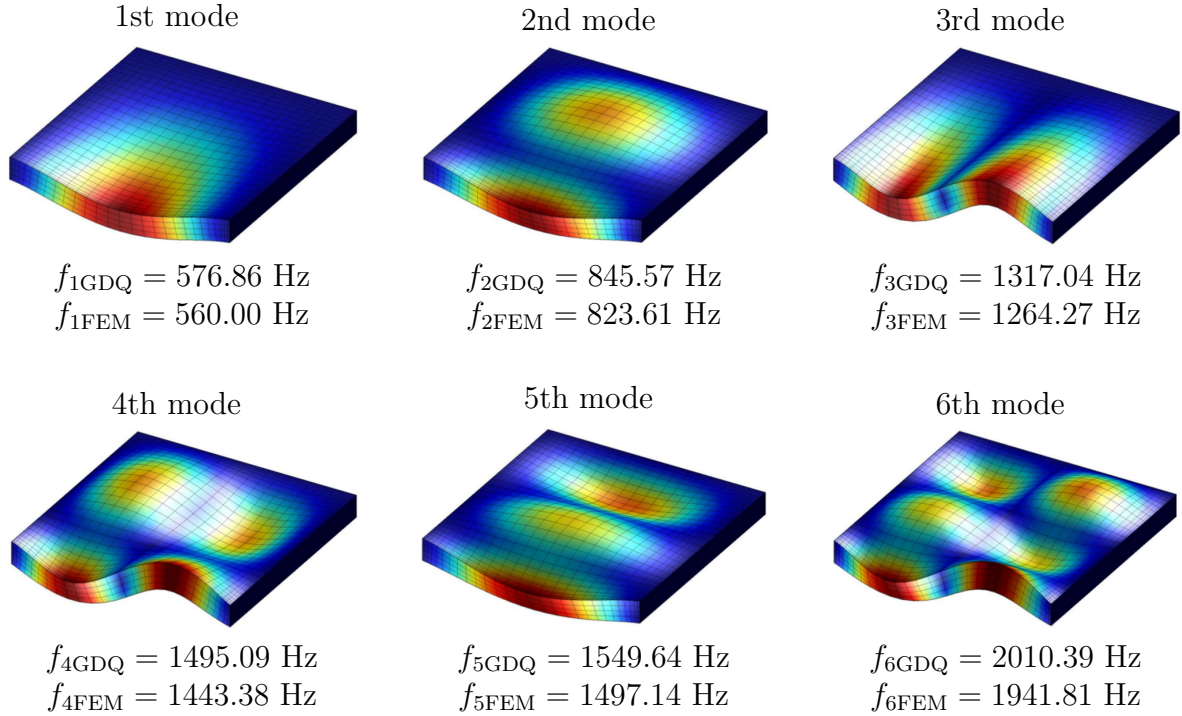 1st mode
2nd mode
3rd mode
f1GDQ = 576.86 Hz
f1FEM = 560.00 Hz
f2GDQ = 845.57 Hz
f2FEM = 823.61 Hz
f3GDQ = 1317.04 Hz
f3FEM = 1264.27 Hz
4th mode
5th mode
6th mode
f4GDQ = 1495.09 Hz
f4FEM = 1443.38 Hz
f5GDQ = 1549.64 Hz
f5FEM = 1497.14 Hz
f6GDQ = 2010.39 Hz
f6FEM = 1941.81 Hz